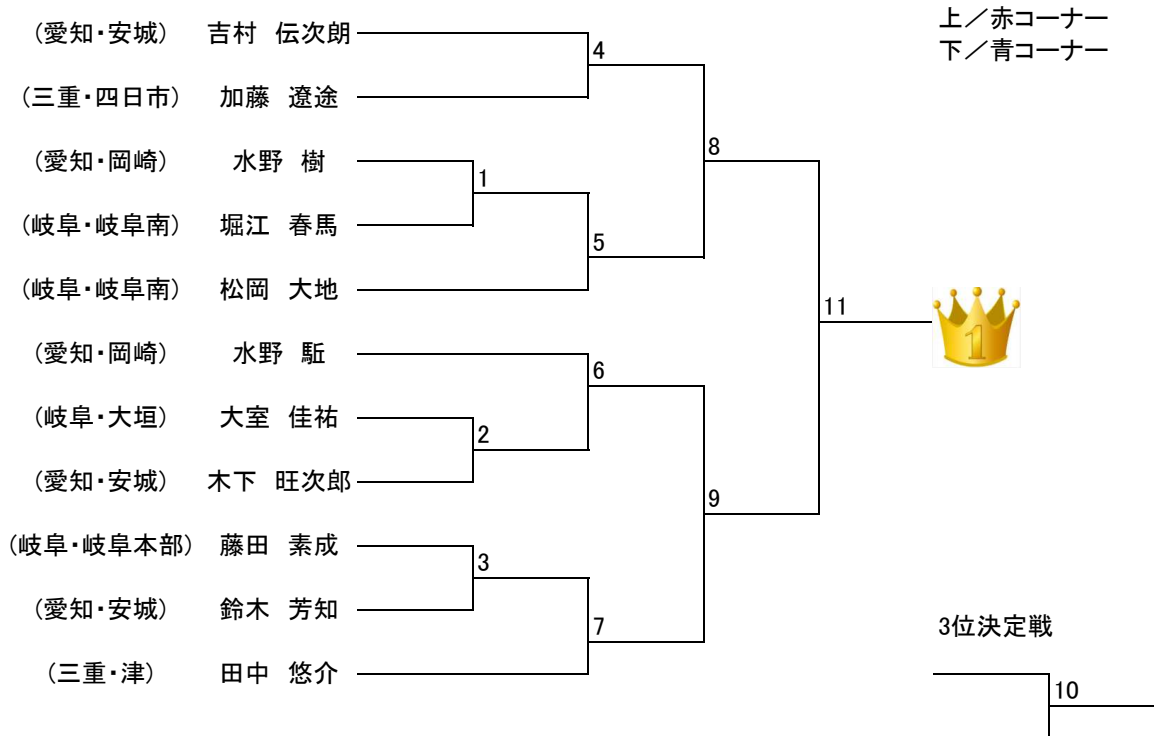 上／赤コーナー
下／青コーナー
(愛知・安城) 吉村 伝次朗
4
(三重・四日市) 加藤 遼途
(愛知・岡崎) 水野 樹
8
1
(岐阜・岐阜南) 堀江 春馬
5
(岐阜・岐阜南) 松岡 大地
11
1
(愛知・岡崎) 水野 駈
6
(岐阜・大垣) 大室 佳祐
2
(愛知・安城) 木下 旺次郎
9
(岐阜・岐阜本部) 藤田 素成
3
(愛知・安城) 鈴木 芳知
7
3位決定戦
(三重・津) 田中 悠介
10